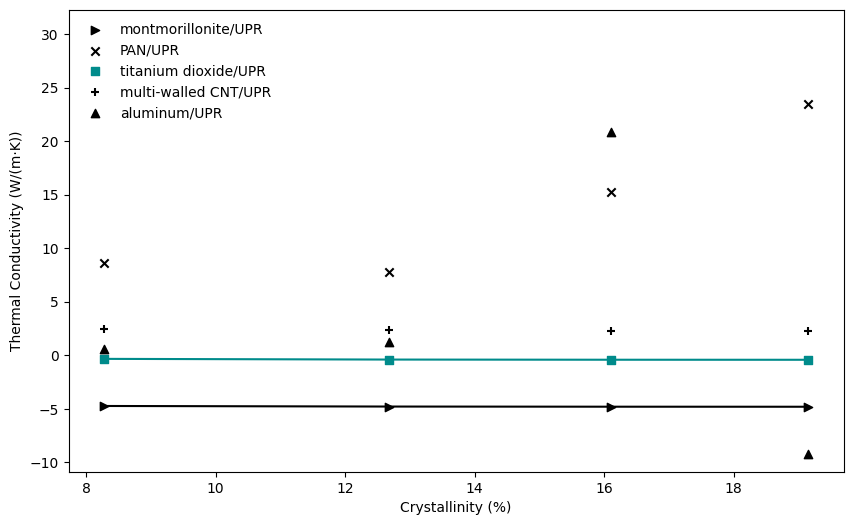 montmorillonite/UPR
PAN/UPR
titanium dioxide/UPR
multi-walled CNT/UPR
aluminum/UPR
30
25
20
15
10
5
0
−5
−10
Thermal Conductivity (W/(m·K))
8 10 12 14 16 18
Crystallinity (%)